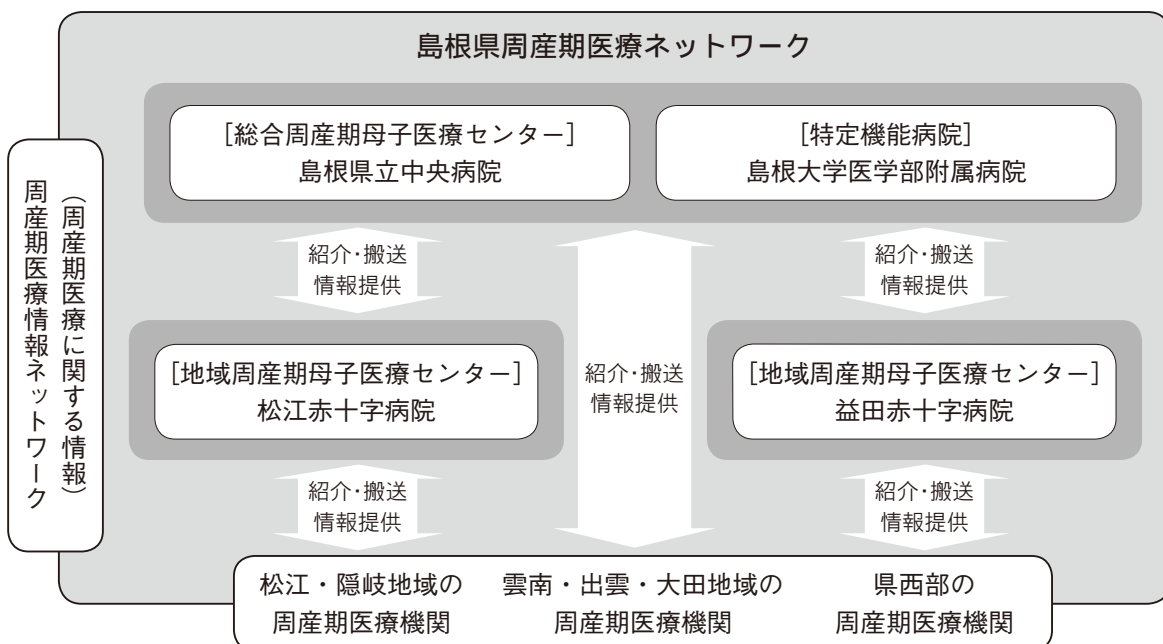 島根県周産期医療ネットワーク
［総合周産期母子医療センター］
島根県立中央病院
［特定機能病院］
島根大学医学部附属病院
（周産期医療に関する情報）
周産期医療情報ネットワーク
紹介・搬送
情報提供
紹介・搬送
情報提供
［地域周産期母子医療センター］
松江赤十字病院
紹介・搬送
情報提供
［地域周産期母子医療センター］
益田赤十字病院
紹介・搬送
情報提供
紹介・搬送
情報提供
松江・隠岐地域の
周産期医療機関
雲南・出雲・大田地域の
周産期医療機関
県西部の
周産期医療機関